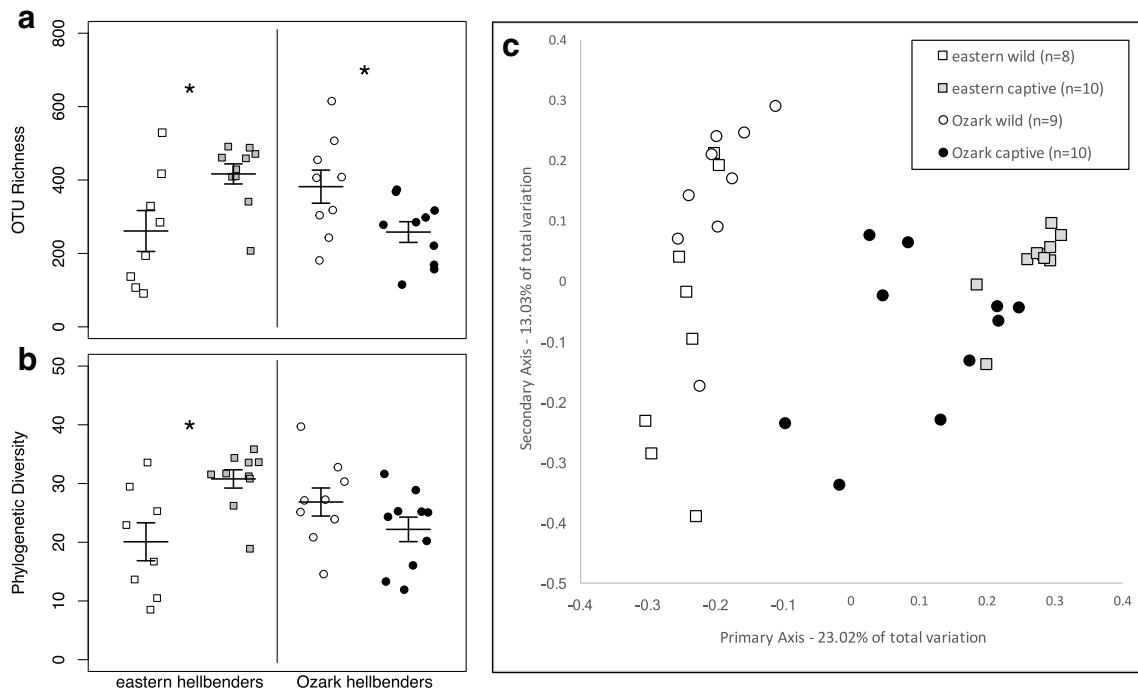 a
OTU Richness
800
600
400
200
0
*
*
b
Phylogenetic Diversity
50
40
30
20
10
0
*
eastern hellbenders
Ozark hellbenders
c
eastern wild (n=8)
eastern captive (n=10)
Ozark wild (n=9)
Ozark captive (n=10)
Secondary Axis - 13.03% of total variation
0.4
0.3
0.2
0.1
0
-0.1
-0.2
-0.3
-0.4
-0.5
-0.4 -0.3 -0.2 -0.1 0 0.1 0.2 0.3 0.4
Primary Axis - 23.02% of total variation